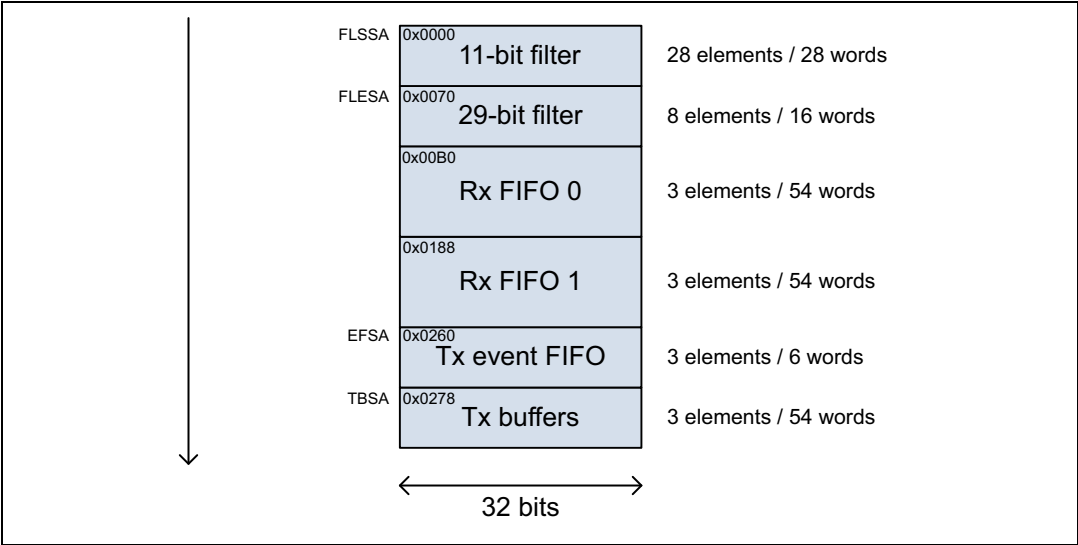 FLSSA 0x0000 11-bit filter 28 elements / 28 words
FLESA 0x0070 29-bit filter 8 elements / 16 words
0x00B0 Rx FIFO 0 3 elements / 54 words
0x0188 Rx FIFO 1 3 elements / 54 words
EFSA 0x0260 Tx event FIFO 3 elements / 6 words
TBSA 0x0278 Tx buffers 3 elements / 54 words
32 bits